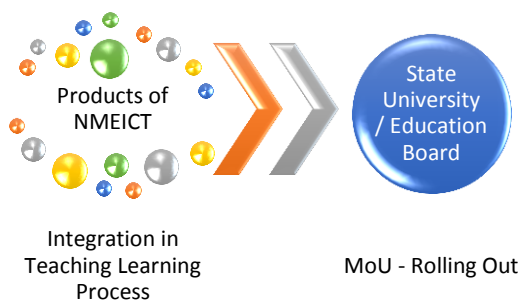 Products of
NMEICT
State
University
/ Education
Board
Integration in
Teaching Learning
Process
MoU - Rolling Out